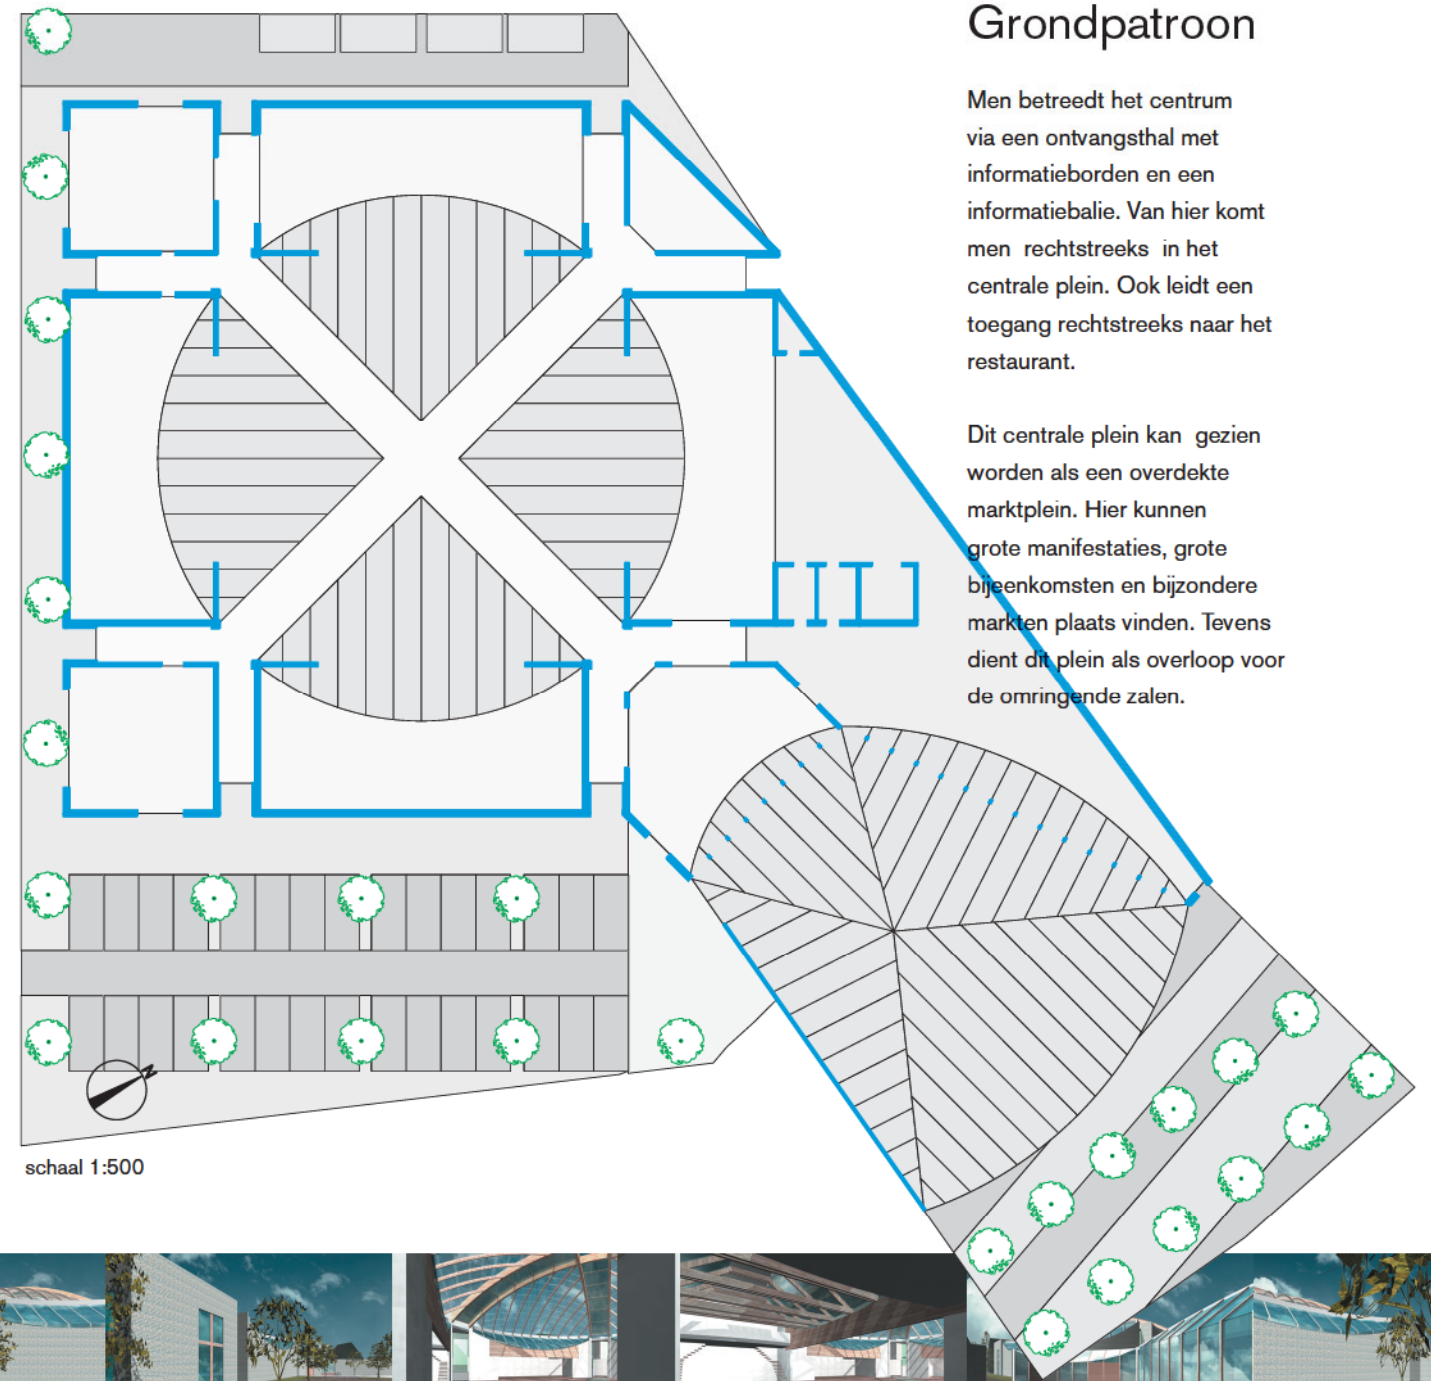 Grondpatroon
Men betreedt het centrum
via een ontvangsthal met
informatieborden en een
informatiebalie. Van hier komt
men rechtstreeks in het
centrale plein. Ook leidt een
toegang rechtstreeks naar het
restaurant.
Dit centrale plein kan gezien
worden als een overdekte
marktplein. Hier kunnen
grote manifestaties, grote
bijeenkomsten en bijzondere
markten plaats vinden. Tevens
dient dit plein als overloop voor
de omringende zalen.
N
schaal 1:500